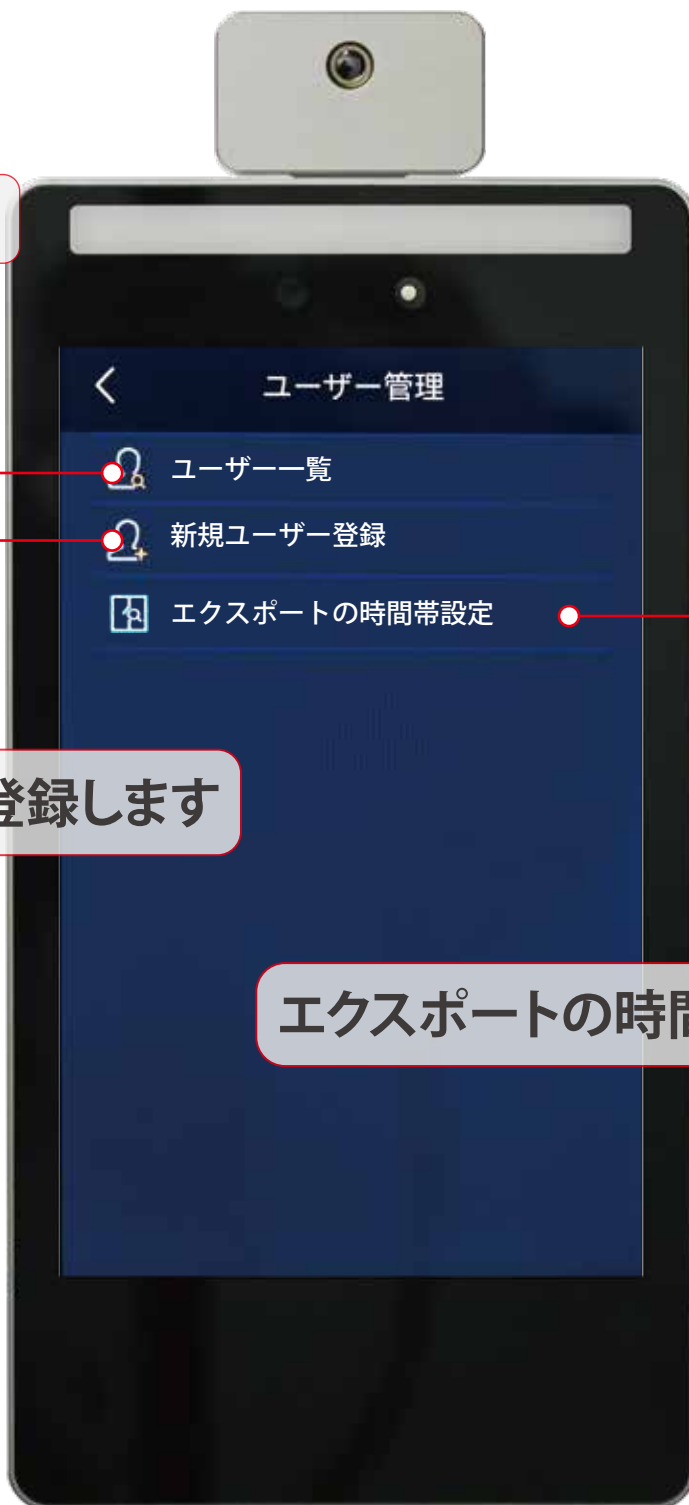 ユーザー管理
ユーザー一覧
新規ユーザー登録
エクスポートの時間帯設定
登録します
エクスポートの時間